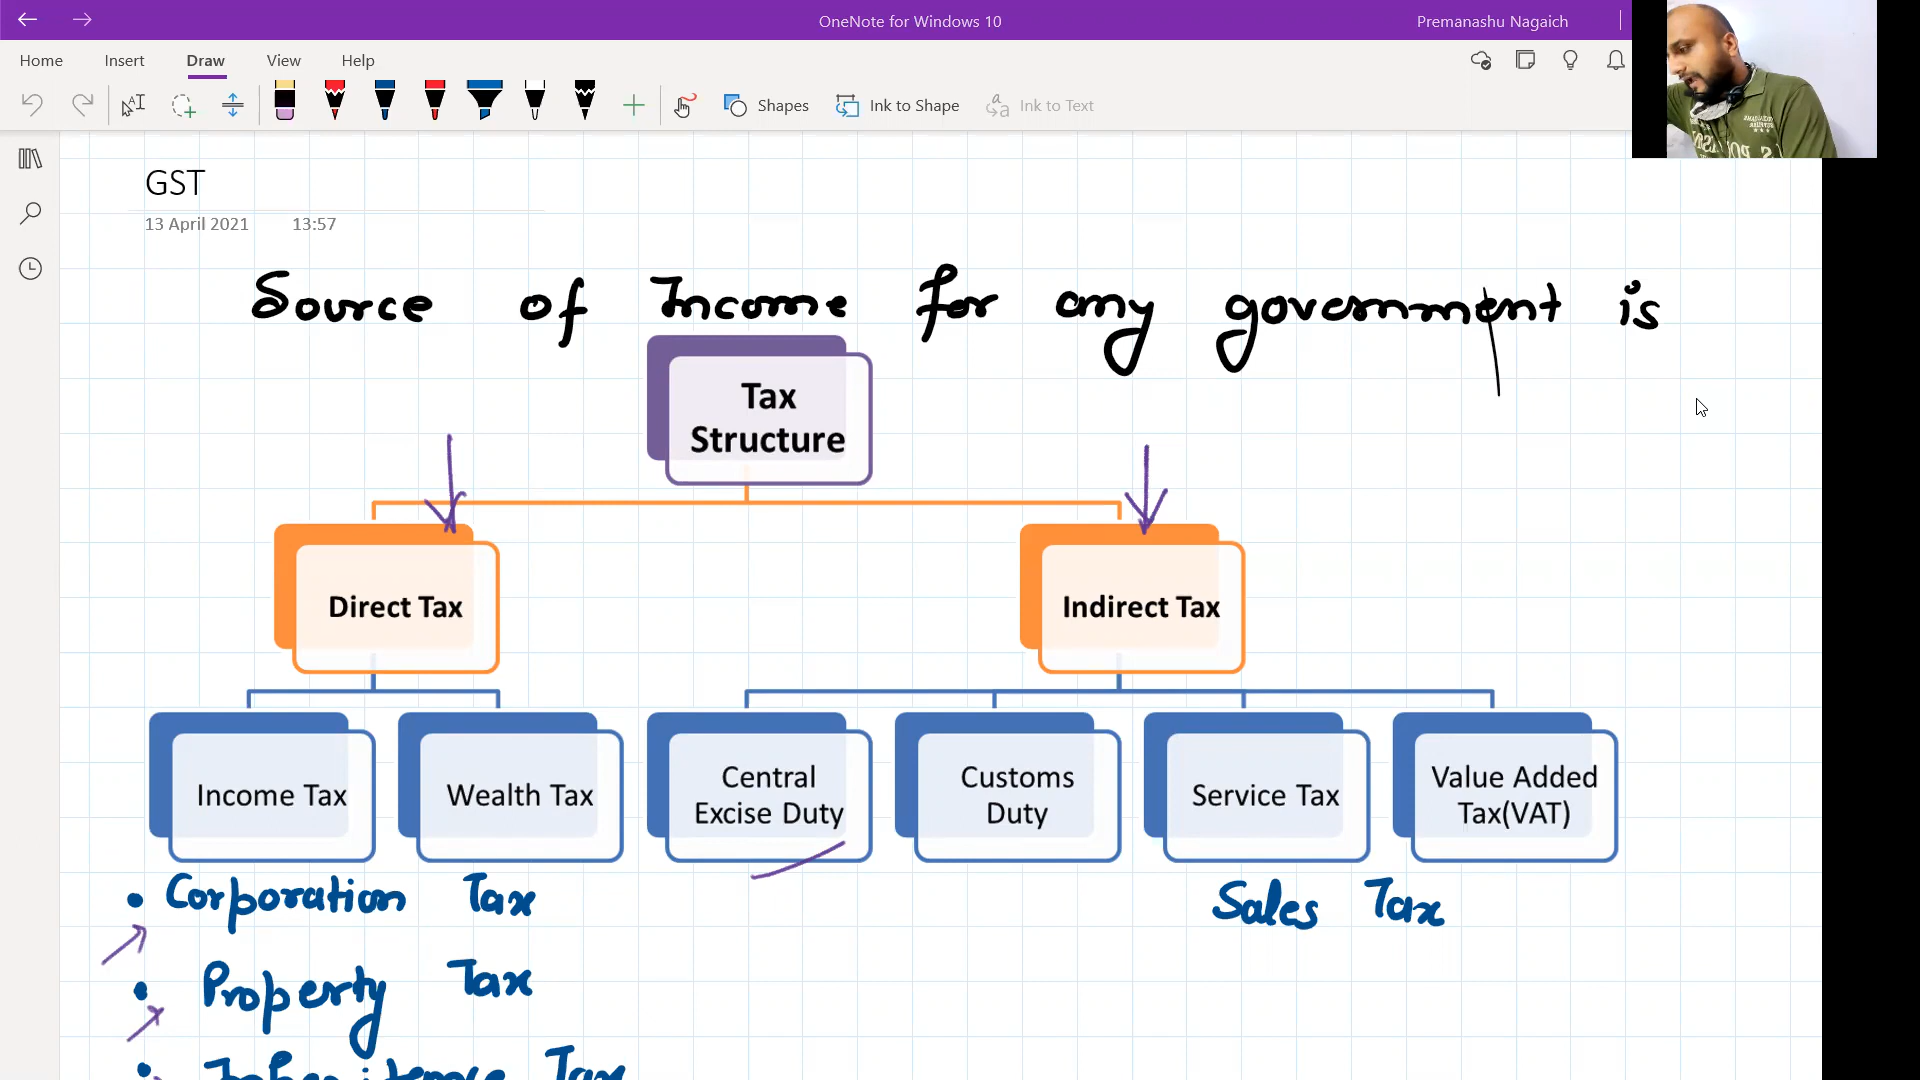 OneNote for Windows 10
Premanashu Nagaich
Home Insert Draw View Help
Shapes Ink to Shape Ink to Text
GST
13 April 2021 13:57
Source of Income for any government is
Tax
Structure
Direct Tax
Indirect Tax
Income Tax
Wealth Tax
Central
Excise Duty
Customs
Duty
Service Tax
Value Added
Tax(VAT)
• Corporation Tax
Sales Tax
• Property Tax
• Inheritence Tax